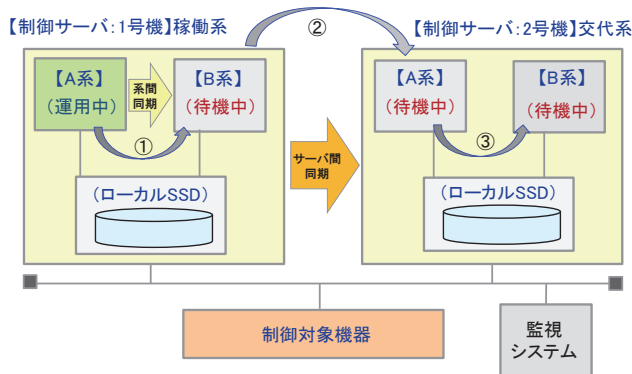 【制御サーバ:1号機】稼働系
②
【制御サーバ:2号機】交代系
【A系】
(運用中)
系間
同期
【B系】
(待機中)
①
(ローカルSSD)
サーバ間
同期
【A系】
(待機中)
【B系】
(待機中)
③
(ローカルSSD)
制御対象機器
監視
システム